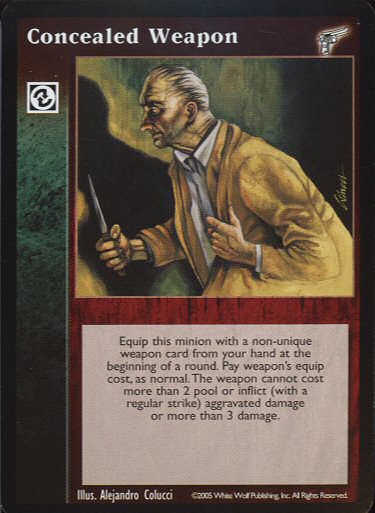 Concealed Weapon
Equip this minion with a non-unique
weapon card from your hand at the
beginning of a round. Pay weapon's equip
cost, as normal. The weapon cannot cost
more than 2 pool or inflict (with a
regular strike) aggravated damage
or more than 3 damage.
Illus. Alejandro Colucci ©2005 White Wolf Publishing, Inc. All Rights Reserved.